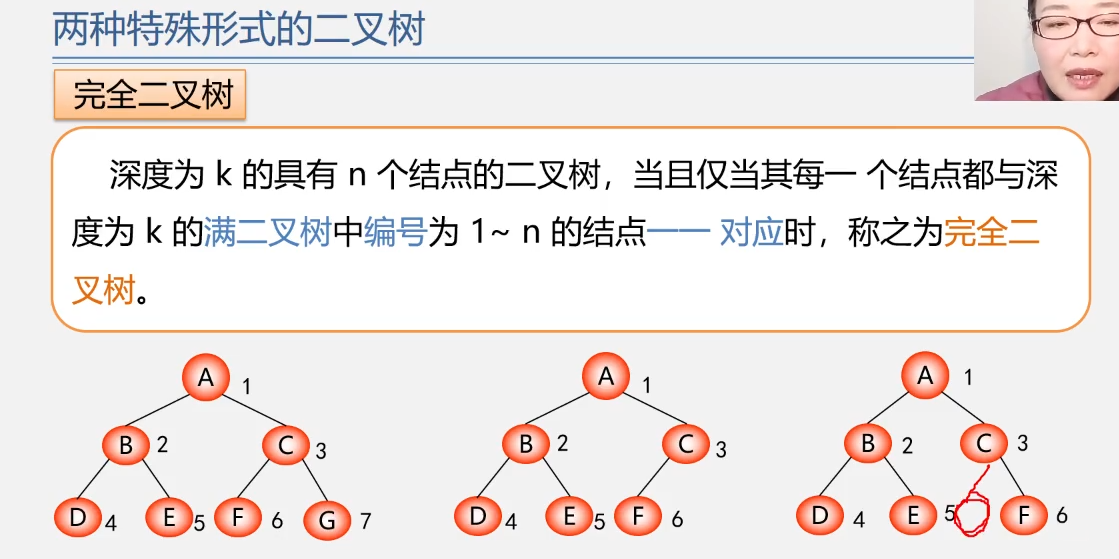 两种特殊形式的二叉树
完全二叉树
深度为 k 的具有 n 个结点的二叉树，当且仅当其每一 个结点都与深
度为 k 的满二叉树中编号为 1~ n 的结点一一 对应时，称之为完全二
叉树。
A 1 A 1 A 1
B 2 C 3 B 2 C 3 B 2 C 3
D 4 E 5 F 6 G 7 D 4 E 5 F 6 D 4 E 5 F 6